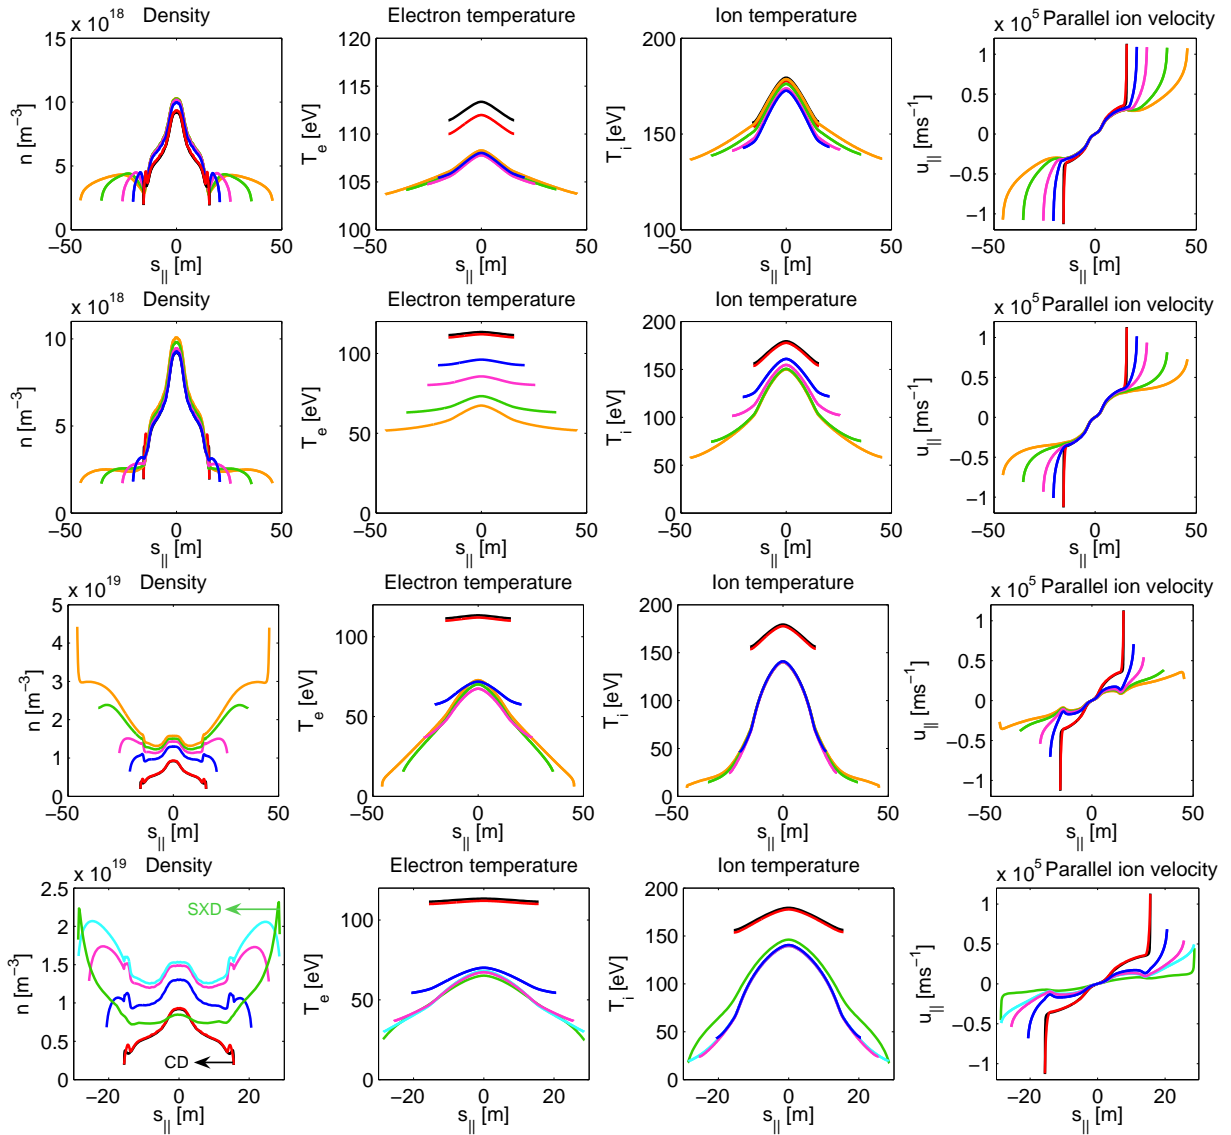 x 10^18 Density
15
10
5
0
n [m^−3]
−50 0 50
s_|| [m]
Electron temperature
120
115
110
105
100
T_e [eV]
−50 0 50
s_|| [m]
Ion temperature
200
150
100
T_i [eV]
−50 0 50
s_|| [m]
x 10^5 Parallel ion velocity
1
0.5
0
−0.5
−1
u_|| [ms^−1]
−50 0 50
s_|| [m]
x 10^18 Density
10
5
0
n [m^−3]
−50 0 50
s_|| [m]
Electron temperature
100
50
0
T_e [eV]
−50 0 50
s_|| [m]
Ion temperature
200
150
100
50
0
T_i [eV]
−50 0 50
s_|| [m]
x 10^5 Parallel ion velocity
1
0.5
0
−0.5
−1
u_|| [ms^−1]
−50 0 50
s_|| [m]
x 10^19 Density
5
4
3
2
1
0
n [m^−3]
−50 0 50
s_|| [m]
Electron temperature
100
50
0
T_e [eV]
−50 0 50
s_|| [m]
Ion temperature
200
150
100
50
0
T_i [eV]
−50 0 50
s_|| [m]
x 10^5 Parallel ion velocity
1
0.5
0
−0.5
−1
u_|| [ms^−1]
−50 0 50
s_|| [m]
x 10^19 Density
2.5
2
1.5
1
0.5
0
n [m^−3]
SXD
CD
−20 0 20
s_|| [m]
Electron temperature
100
50
0
T_e [eV]
−20 0 20
s_|| [m]
Ion temperature
200
150
100
50
0
T_i [eV]
−20 0 20
s_|| [m]
x 10^5 Parallel ion velocity
1
0.5
0
−0.5
−1
u_|| [ms^−1]
−20 0 20
s_|| [m]